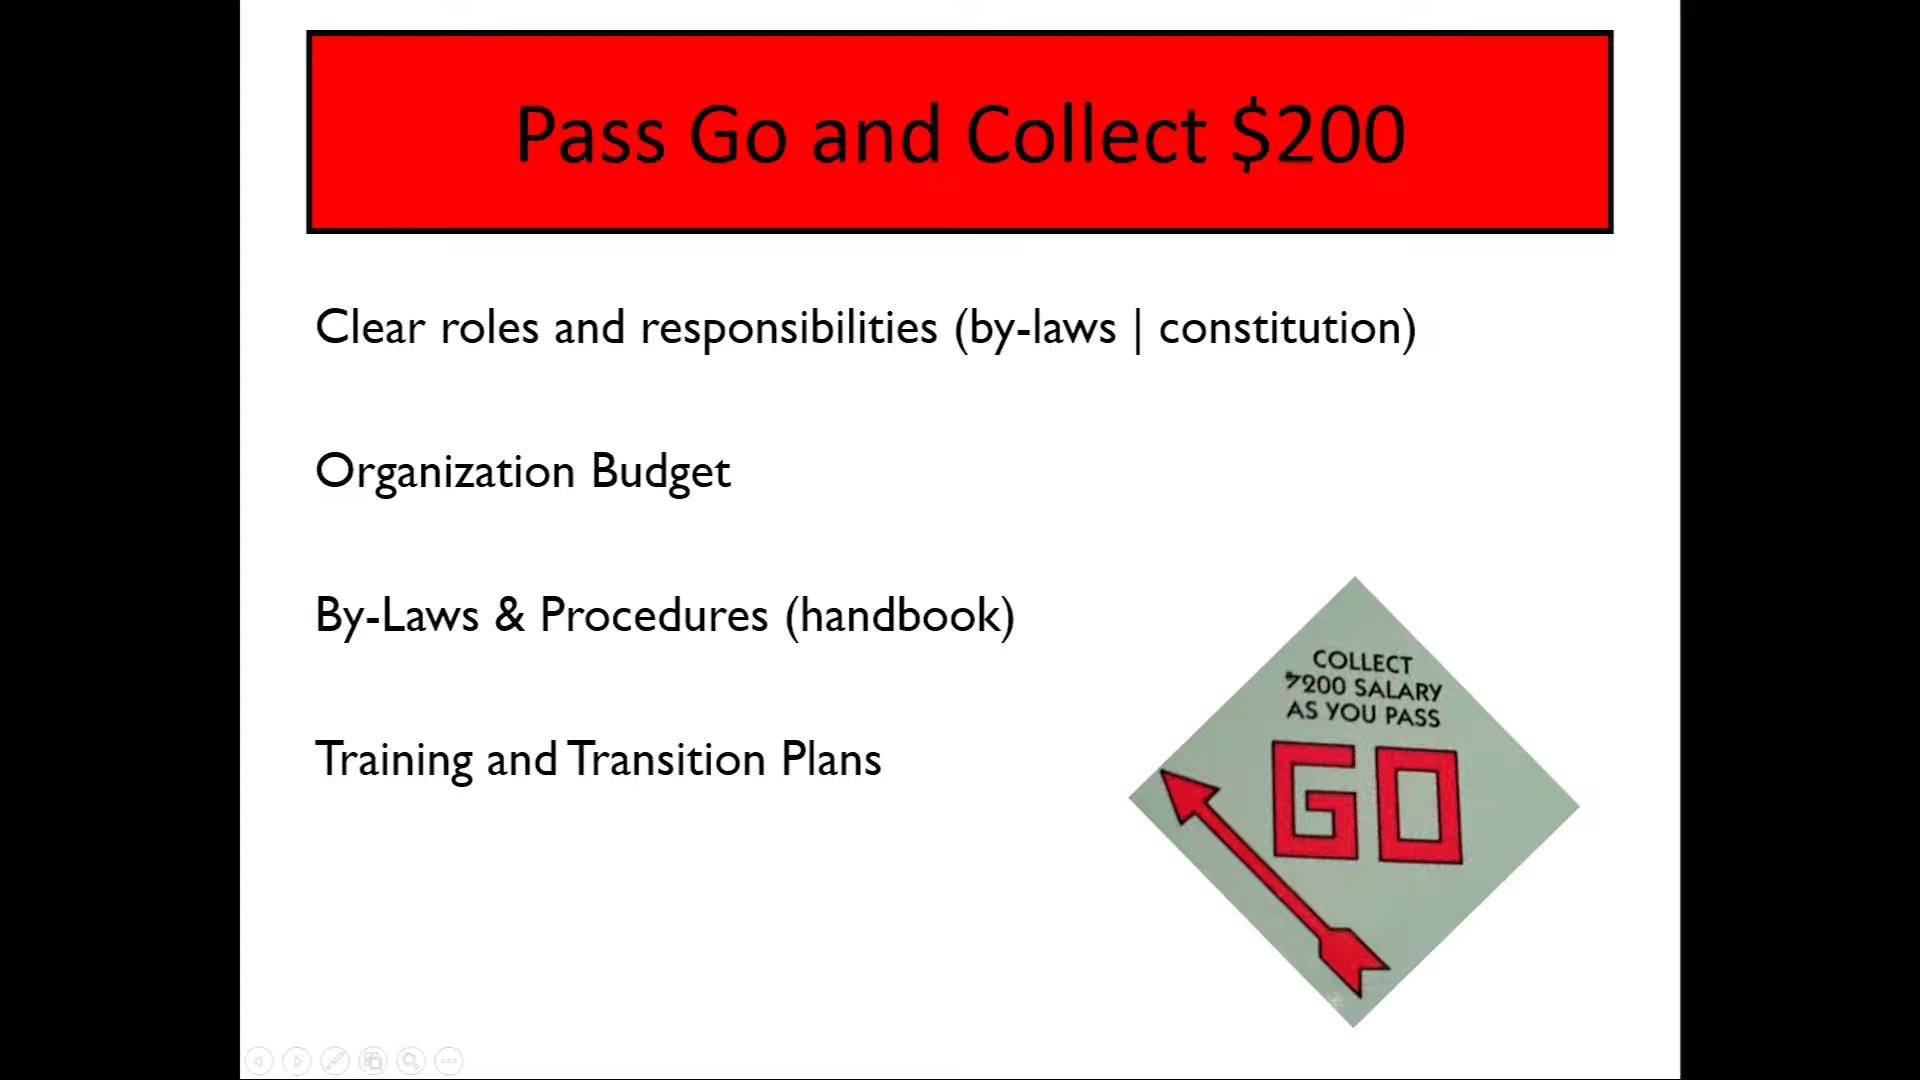 Pass Go and Collect $200
Clear roles and responsibilities (by-laws | constitution)
Organization Budget
By-Laws & Procedures (handbook)
Training and Transition Plans
COLLECT
$200 SALARY
AS YOU PASS
GO